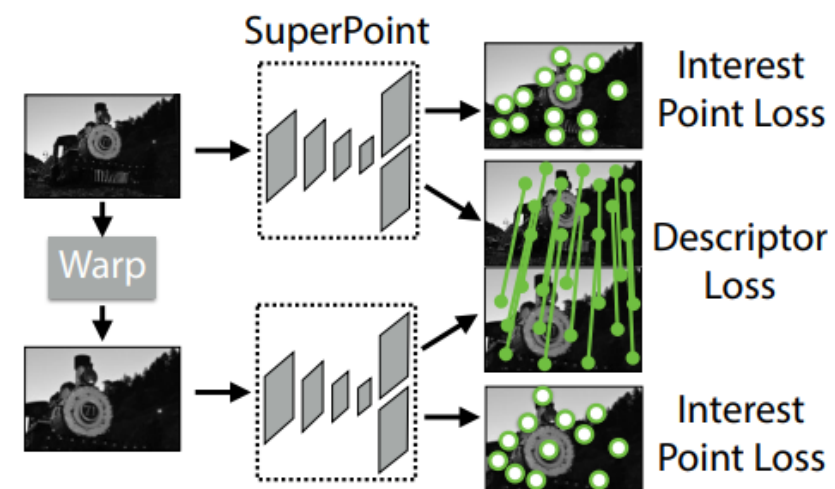 SuperPoint
Interest
Point Loss
Warp
Descriptor
Loss
Interest
Point Loss